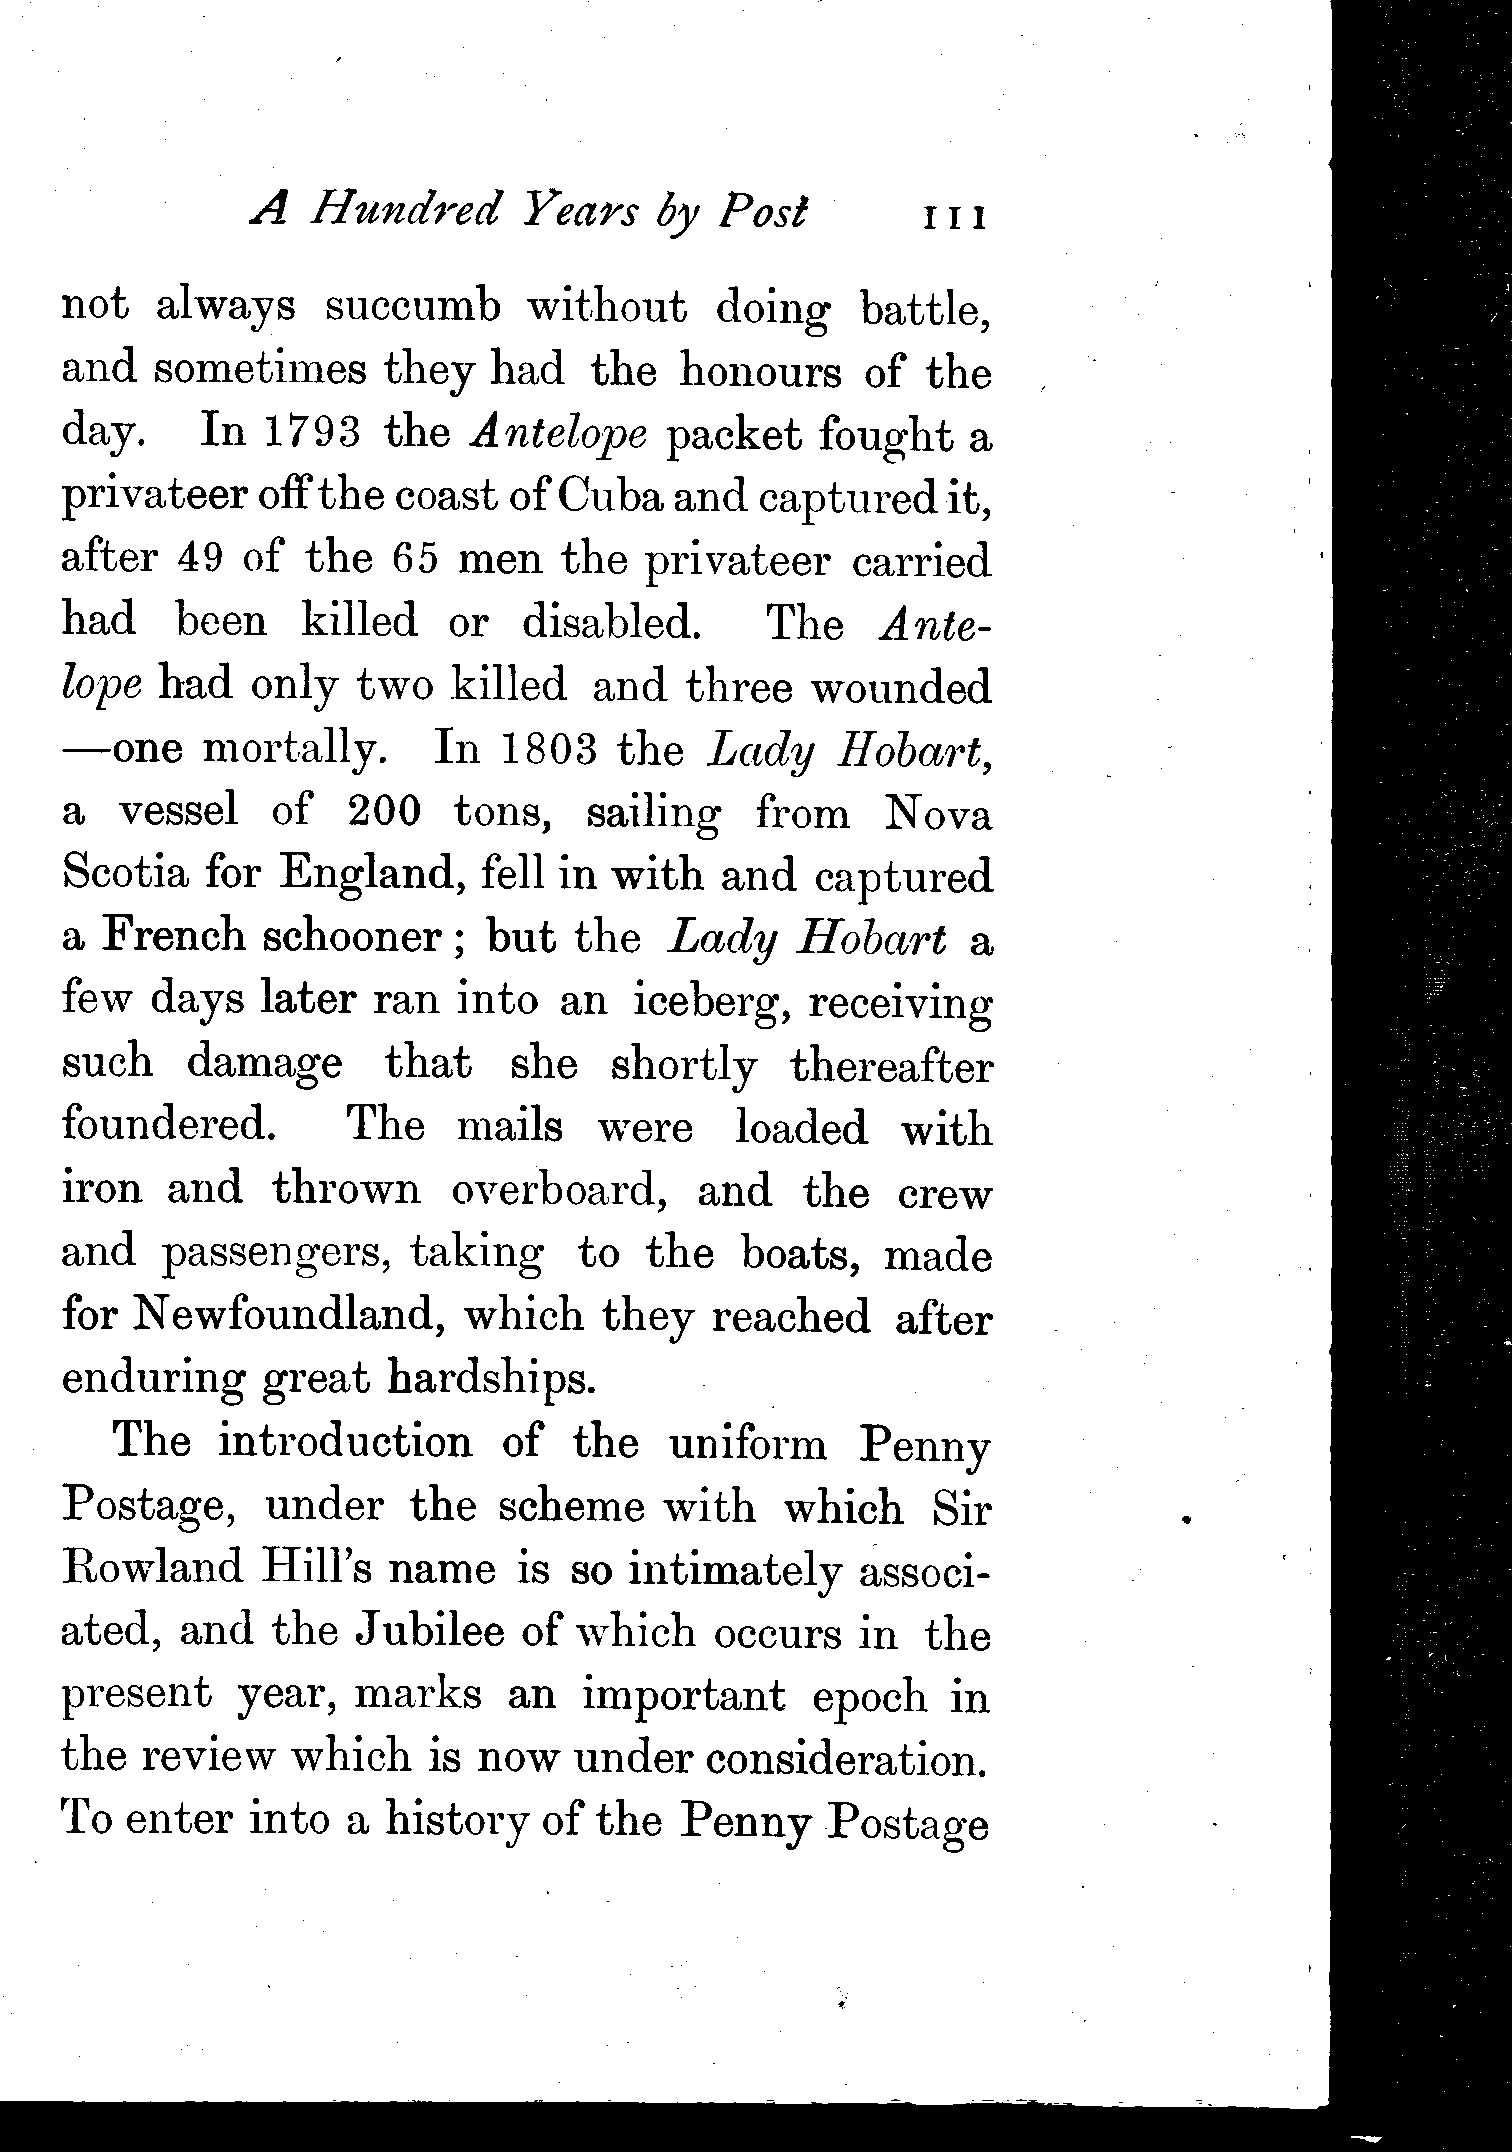 A Hundred Years by Post 111
not always succumb without doing battle,
and sometimes they had the honours of the
day. In 1793 the Antelope packet fought a
privateer off the coast of Cuba and captured it,
after 49 of the 65 men the privateer carried
had been killed or disabled. The Ante-
lope had only two killed and three wounded
—one mortally. In 1803 the Lady Hobart,
a vessel of 200 tons, sailing from Nova
Scotia for England, fell in with and captured
a French schooner; but the Lady Hobart a
few days later ran into an iceberg, receiving
such damage that she shortly thereafter
foundered. The mails were loaded with
iron and thrown overboard, and the crew
and passengers, taking to the boats, made
for Newfoundland, which they reached after
enduring great hardships.
The introduction of the uniform Penny
Postage, under the scheme with which Sir
Rowland Hill's name is so intimately associ-
ated, and the Jubilee of which occurs in the
present year, marks an important epoch in
the review which is now under consideration.
To enter into a history of the Penny Postage